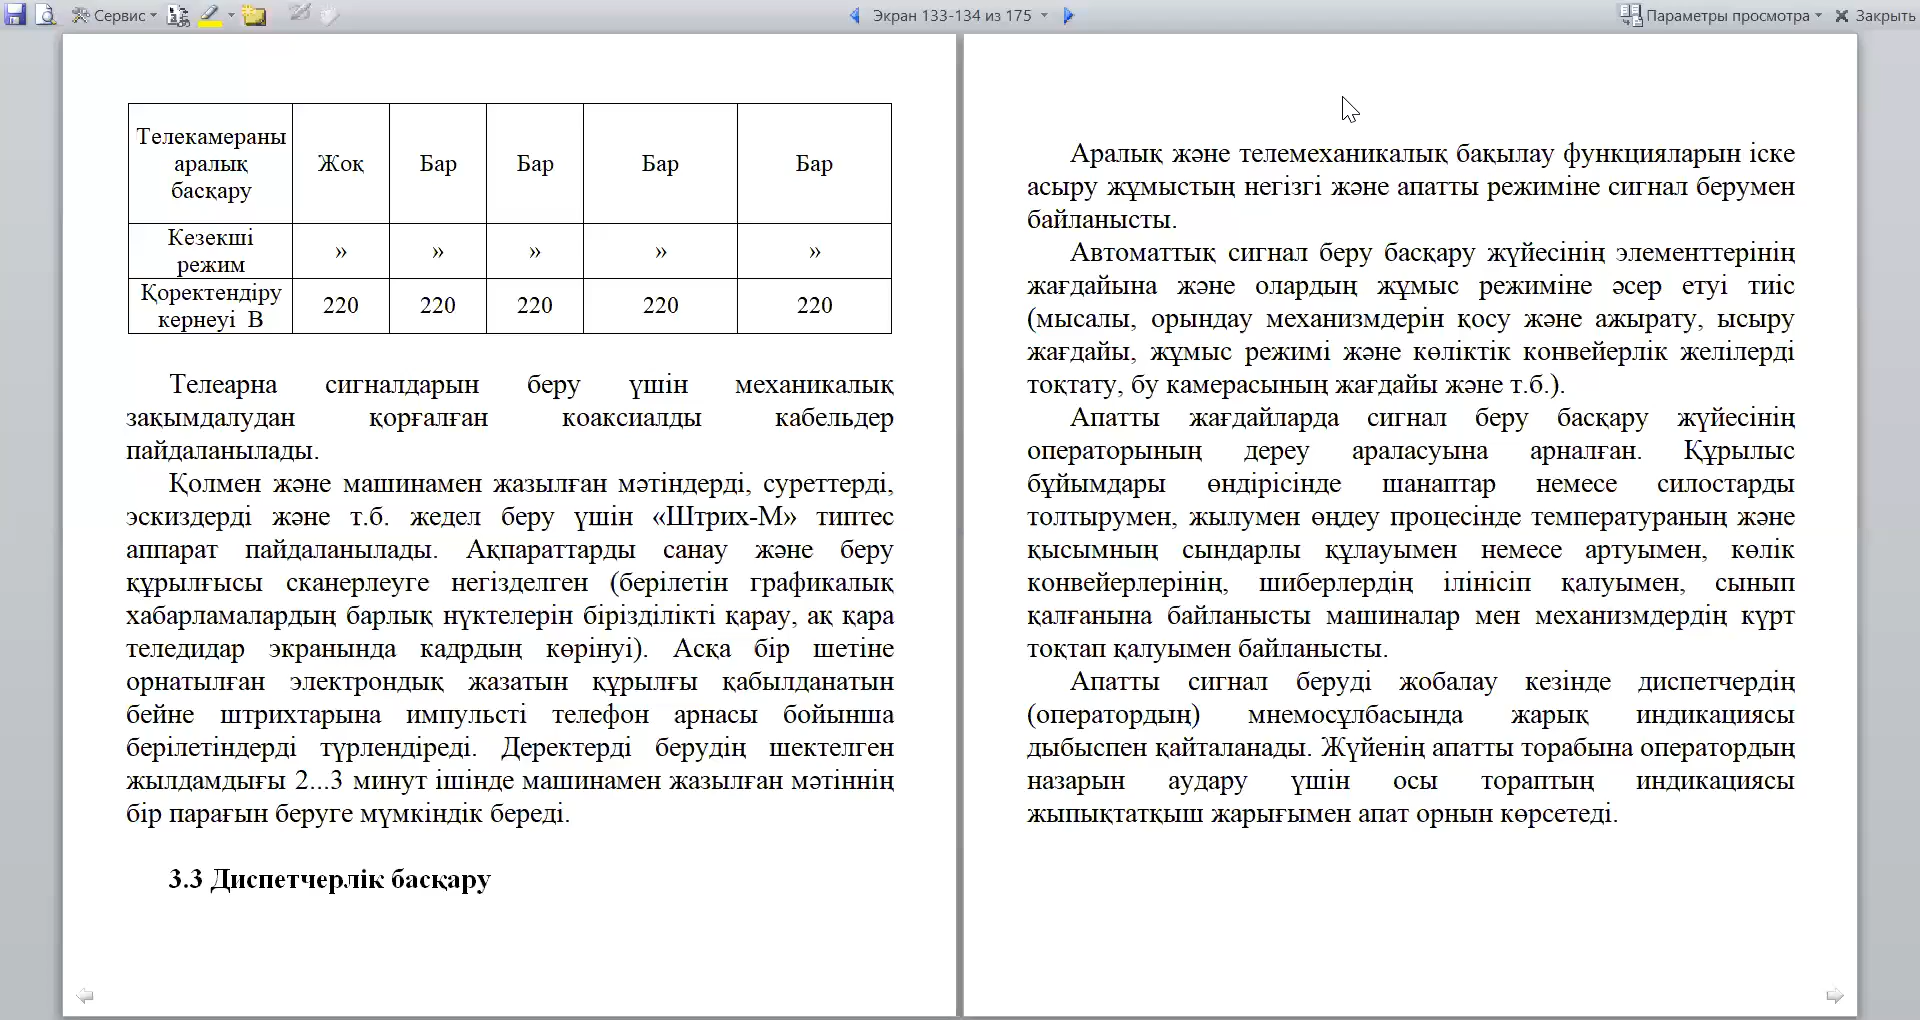 Сервис
Экран 133-134 из 175
Параметры просмотра
Закрыть
Телекамераны
аралық
басқару
Жоқ
Бар
Бар
Бар
Бар
Кезекші
режим
»
»
»
»
»
Қоректендіру
кернеуі В
220
220
220
220
220
Телеарна сигналдарын беру үшін механикалық
зақымдалудан қорғалған коаксиалды кабельдер
пайдаланылады.
Қолмен және машинамен жазылған мәтіндерді, суреттерді,
эскиздерді және т.б. жедел беру үшін «Штрих-М» типтес
аппарат пайдаланылады. Ақпараттарды санау және беру
құрылғысы сканерлеуге негізделген (берілетін графикалық
хабарламалардың барлық нүктелерін бірізділікті қарау, ақ қара
теледидар экранында кадрдың көрінуі). Асқа бір шетіне
орнатылған электрондық жазатын құрылғы қабылданатын
бейне штрихтарына импульсті телефон арнасы бойынша
берілетіндерді түрлендіреді. Деректерді берудің шектелген
жылдамдығы 2...3 минут ішінде машинамен жазылған мәтіннің
бір парағын беруге мүмкіндік береді.
3.3 Диспетчерлік басқару
Аралық және телемеханикалық бақылау функцияларын іске
асыру жұмыстың негізгі және апатты режиміне сигнал берумен
байланысты.
Автоматтық сигнал беру басқару жүйесінің элементтерінің
жағдайына және олардың жұмыс режиміне әсер етуі тиіс
(мысалы, орындау механизмдерін қосу және ажырату, ысыру
жағдайы, жұмыс режимі және көліктік конвейерлік желілерді
тоқтату, бу камерасының жағдайы және т.б.).
Апатты жағдайларда сигнал беру басқару жүйесінің
операторының дереу араласуына арналған. Құрылыс
бұйымдары өндірісінде шанаптар немесе силостарды
толтырумен, жылумен өңдеу процесінде температураның және
қысымның сындарлы құлауымен немесе артуымен, көлік
конвейерлерінің, шиберлердің ілінісіп қалуымен, сынып
қалғанына байланысты машиналар мен механизмдердің күрт
тоқтап қалуымен байланысты.
Апатты сигнал беруді жобалау кезінде диспетчердің
(оператордың) мнемосұлбасында жарық индикациясы
дыбыспен қайталанады. Жүйенің апатты торабына оператордың
назарын аудару үшін осы тораптың индикациясы
жыпықтатқыш жарығымен апат орнын көрсетеді.